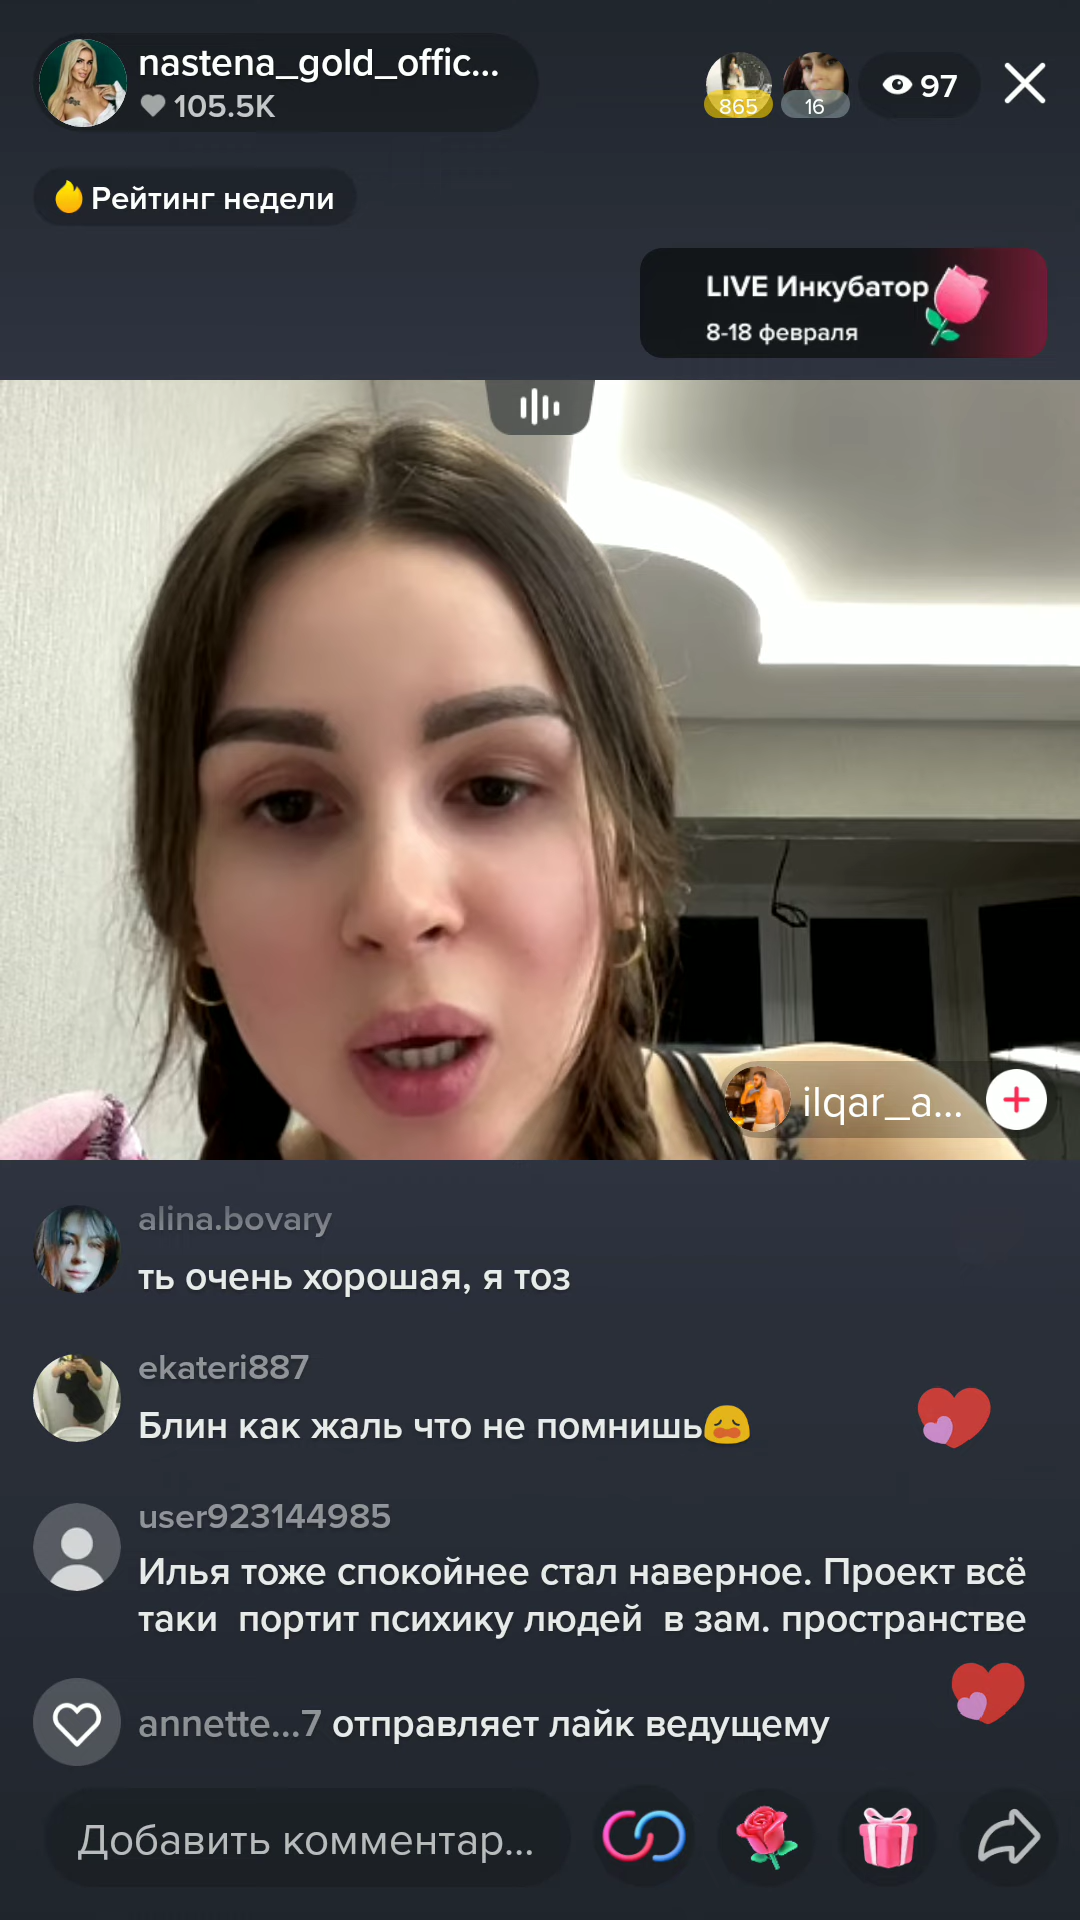 nastena_gold_offic...
105.5K
865
16
97
Рейтинг недели
LIVE Инкубатор
8-18 февраля
ilqar_a...
alina.bovary
ть очень хорошая, я тоз
ekateri887
Блин как жаль что не помнишь😩
user923144985
Илья тоже спокойнее стал наверное. Проект всё
таки  портит психику людей  в зам. пространстве
annette...7 отправляет лайк ведущему
Добавить комментар...